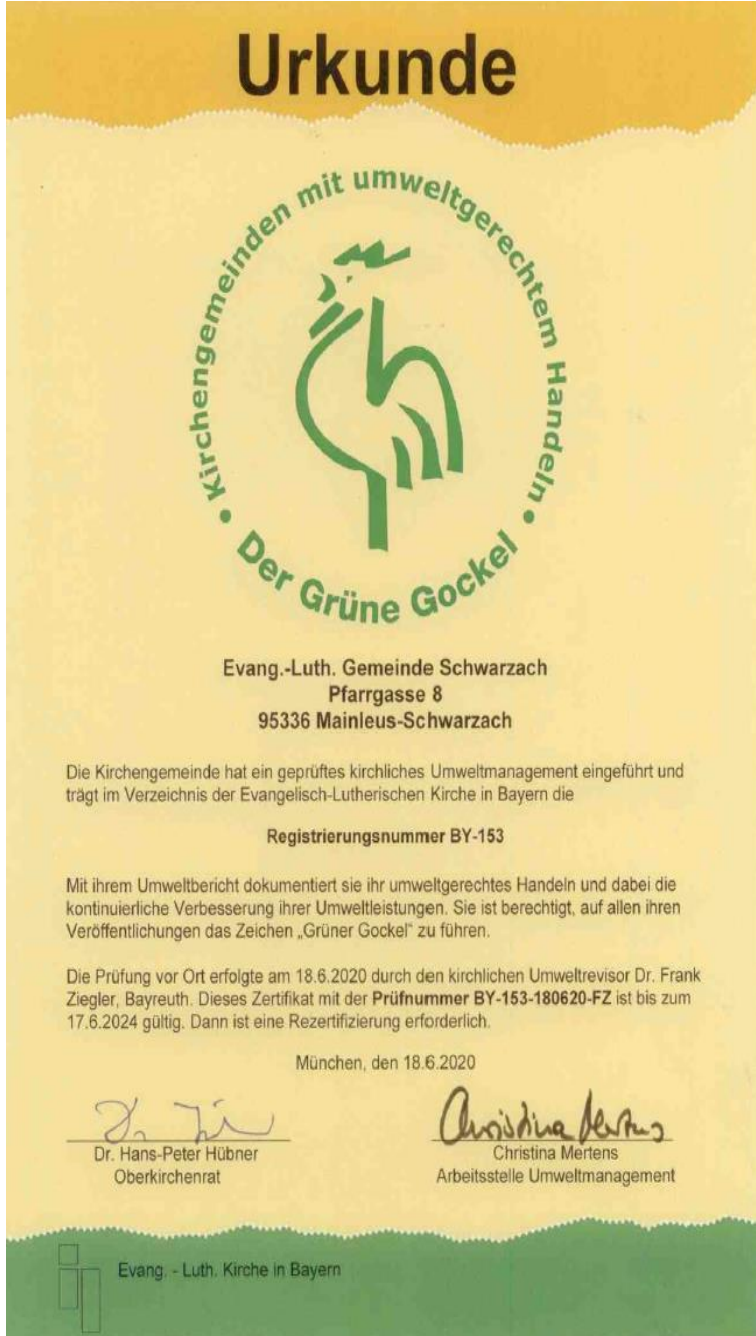 Urkunde
Kirchengemeinden mit umweltgerechtem Handeln
• Der Grüne Gockel •
Evang.-Luth. Gemeinde Schwarzach
Pfarrgasse 8
95336 Mainleus-Schwarzach
Die Kirchengemeinde hat ein geprüftes kirchliches Umweltmanagement eingeführt und
trägt im Verzeichnis der Evangelisch-Lutherischen Kirche in Bayern die
Registrierungsnummer BY-153
Mit ihrem Umweltbericht dokumentiert sie ihr umweltgerechtes Handeln und dabei die
kontinuierliche Verbesserung ihrer Umweltleistungen. Sie ist berechtigt, auf allen ihren
Veröffentlichungen das Zeichen „Grüner Gockel“ zu führen.
Die Prüfung vor Ort erfolgte am 18.6.2020 durch den kirchlichen Umweltrevisor Dr. Frank
Ziegler, Bayreuth. Dieses Zertifikat mit der Prüfnummer BY-153-180620-FZ ist bis zum
17.6.2024 gültig. Dann ist eine Rezertifizierung erforderlich.
München, den 18.6.2020
Christina Mertens
Dr. Hans-Peter Hübner
Oberkirchenrat
Christina Mertens
Arbeitsstelle Umweltmanagement
Evang. - Luth. Kirche in Bayern